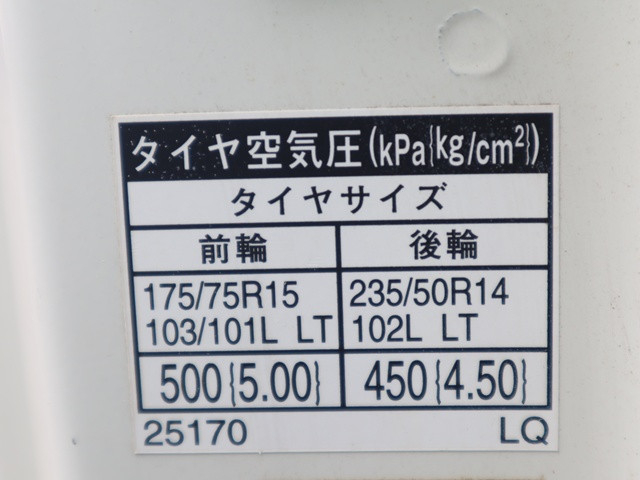 タイヤ空気圧(kPa{kg/cm²})
タイヤサイズ
前輪 後輪
175/75R15 235/50R14
103/101L LT 102L LT
500{5.00} 450{4.50}
25170 LQ